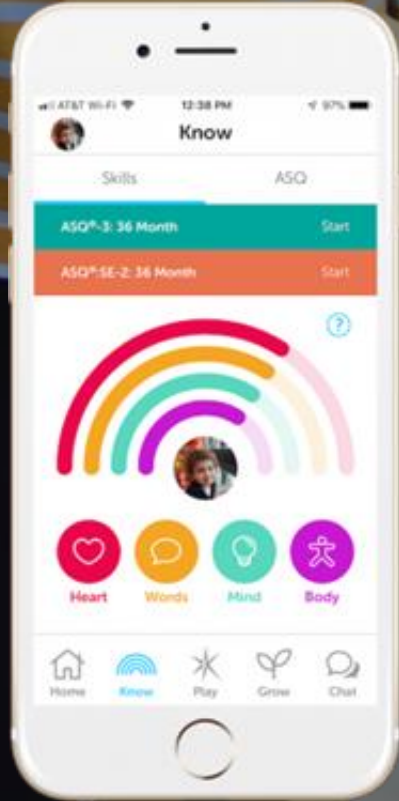 AT&T Wi-Fi 12:38 PM 97%
Know
Skills ASQ
ASQ®-3: 36 Month Start
ASQ®:SE-2: 36 Month Start
?
Heart Words Mind Body
Home Know Play Grow Chat